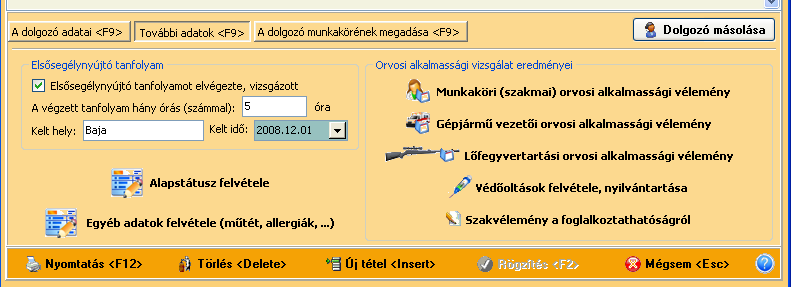 A dolgozó adatai <F9>
További adatok <F9>
A dolgozó munkakörének megadása <F9>
Dolgozó másolása
Elsősegélynyújtó tanfolyam
Elsősegélynyújtó tanfolyamot elvégezte, vizsgázott
A végzett tanfolyam hány órás (számmal): 5 óra
Kelt hely: Baja Kelt idő: 2008.12.01
Alapstátusz felvétele
Egyéb adatok felvétele (műtét, allergiák, ...)
Orvosi alkalmassági vizsgálat eredményei
Munkaköri (szakmai) orvosi alkalmassági vélemény
Gépjármű vezetői orvosi alkalmassági vélemény
Lőfegyvertartási orvosi alkalmassági vélemény
Védőoltások felvétele, nyilvántartása
Szakvélemény a foglalkoztathatóságról
Nyomtatás <F12>
Törlés <Delete>
Új tétel <Insert>
Rögzítés <F2>
Mégsem <Esc>
?